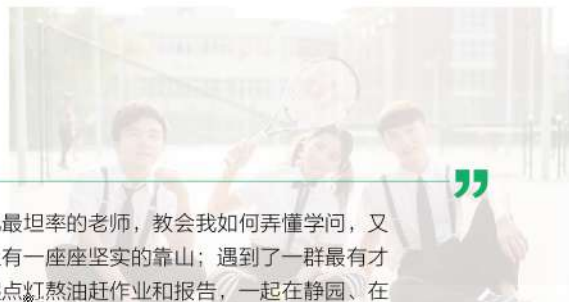 ”
最坦率的老师，教会我如何弄懂学问，又
有一座座坚实的靠山；遇到了一群最有才
点灯熬油赶作业和报告，一起在静园、在